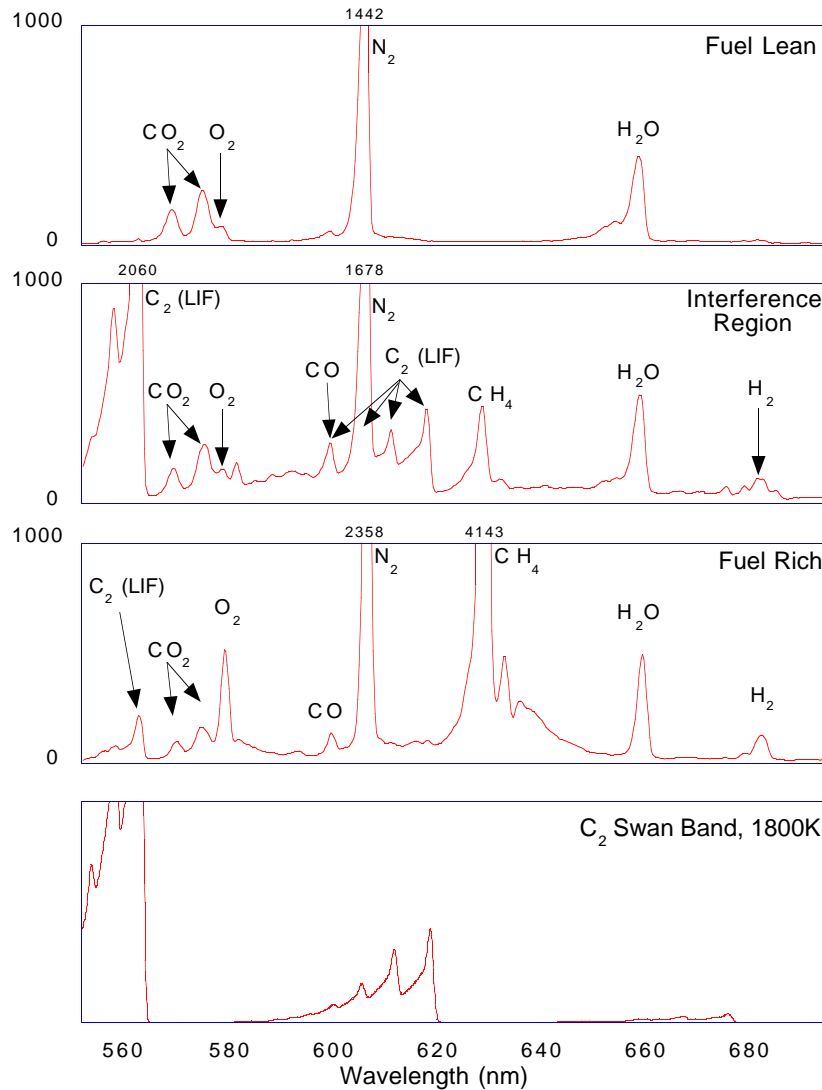 1000
1442
Fuel Lean
N2
CO2
O2
H2O
0
1000
2060
1678
C2 (LIF)
N2
Interference
Region
CO
C2 (LIF)
CO2
O2
CH4
H2O
H2
0
1000
2358
4143
N2
CH4
Fuel Rich
C2 (LIF)
O2
H2O
CO2
CO
H2
0
C2 Swan Band, 1800K
560 580 600 620 640 660 680
Wavelength (nm)